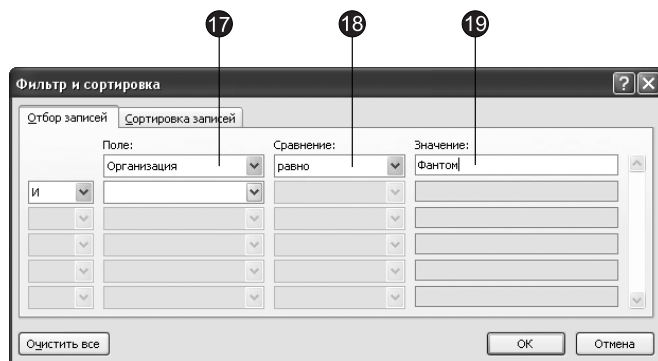 17 18 19
Фильтр и сортировка
Отбор записей Сортировка записей
Поле: Сравнение: Значение:
Организация равно Фантом
И
Очистить все ОК Отмена